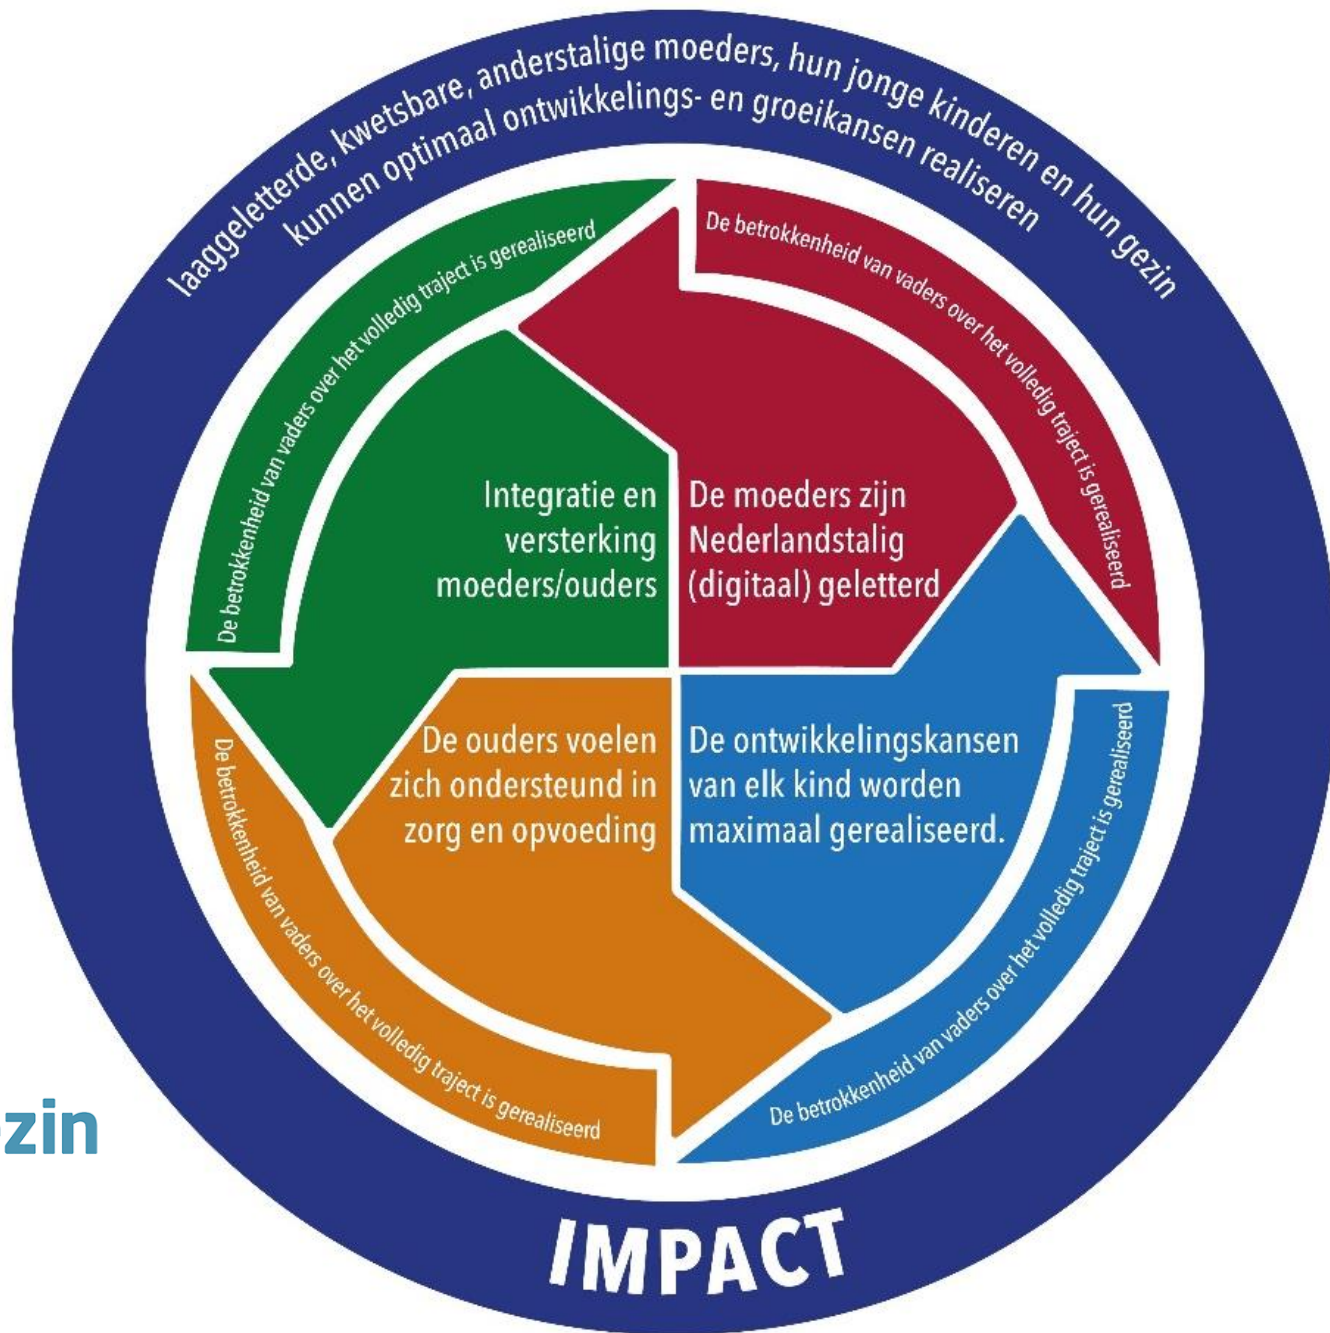 laaggeletterde, kwetsbare, anderstalige moeders, hun jonge kinderen en hun gezin
kunnen optimaal ontwikkelings- en groeikansen realiseren
De betrokkenheid van vaders over het volledig traject is gerealiseerd
De betrokkenheid van vaders over het volledig traject is gerealiseerd
Integratie en
versterking
moeders/ouders
De moeders zijn
Nederlandstalig
(digitaal) geletterd
De ouders voelen
zich ondersteund in
zorg en opvoeding
De ontwikkelingskansen
van elk kind worden
maximaal gerealiseerd.
De betrokkenheid van vaders over het volledig traject is gerealiseerd
De betrokkenheid van vaders over het volledig traject is gerealiseerd
zin
IMPACT